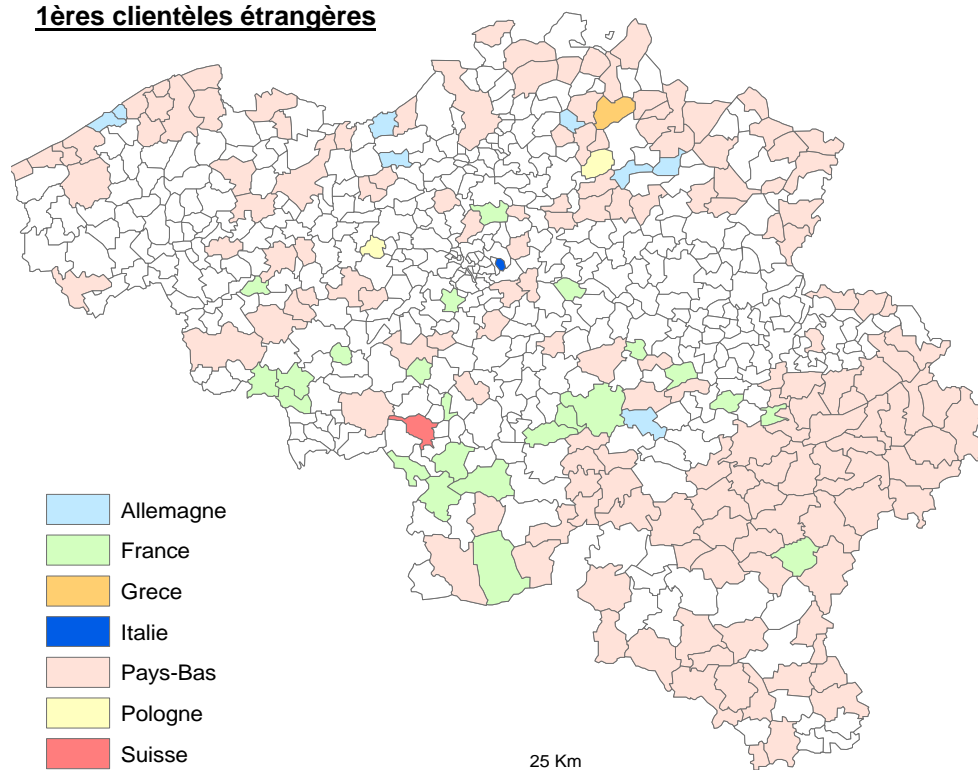 1ères clientèles étrangères
Allemagne
France
Grece
Italie
Pays-Bas
Pologne
Suisse
25 Km